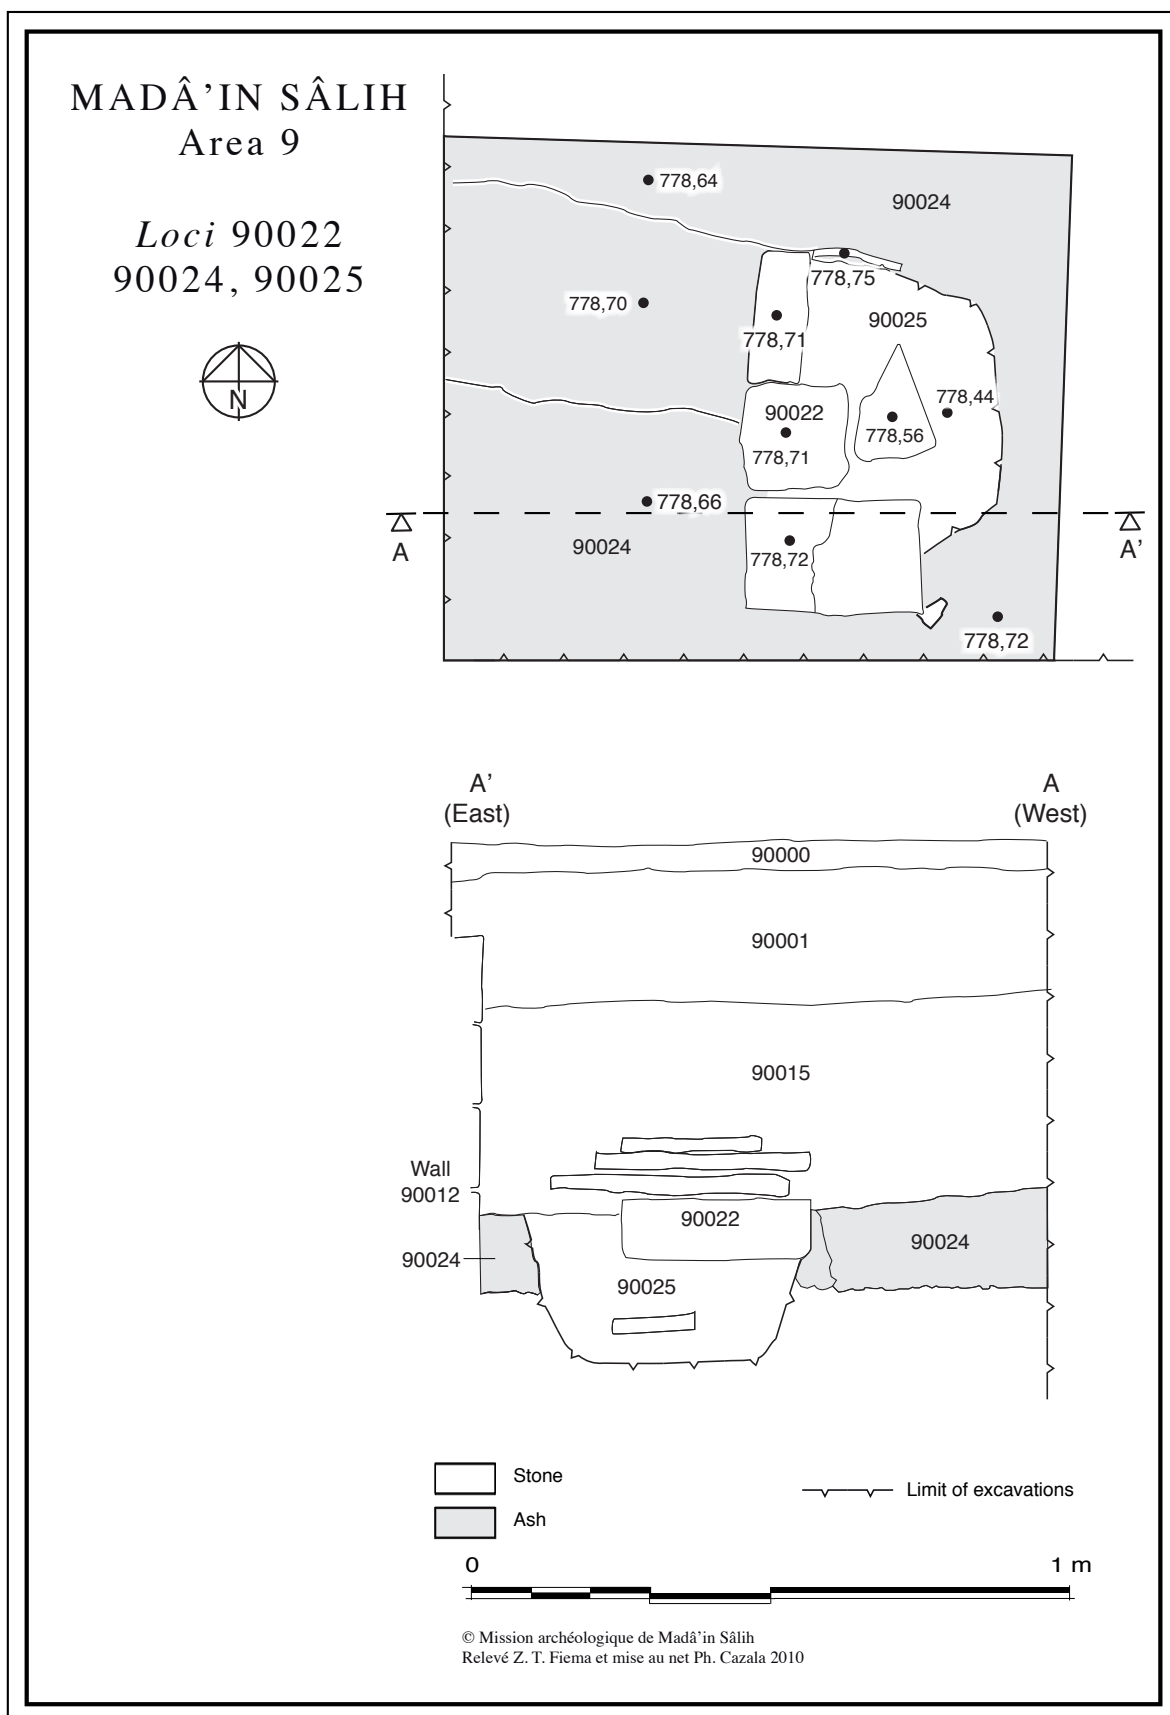 MADÂ’IN SÂLIH
Area 9
Loci 90022
90024, 90025
N
778,64
90024
778,75
778,70
90025
778,71
778,44
90022
778,56
778,71
778,66
A
A’
90024
778,72
778,72
A’
(East)
A
(West)
90000
90001
90015
Wall
90012
90022
90024
90024
90025
Stone
Limit of excavations
Ash
0
1 m
© Mission archéologique de Madâ’in Sâlih
Relevé Z. T. Fiema et mise au net Ph. Cazala 2010